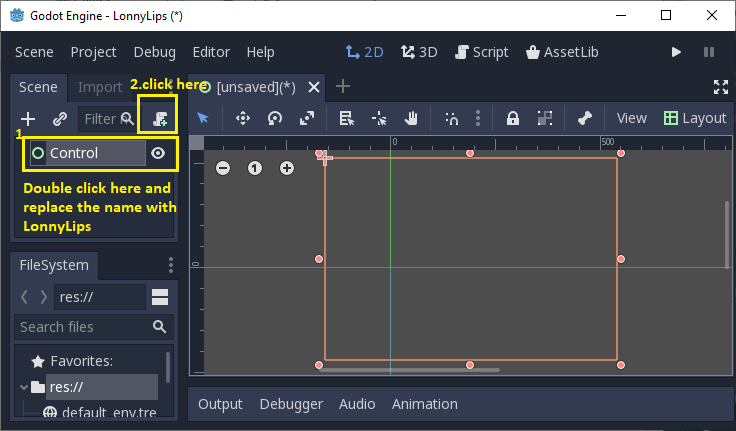 Godot Engine - LonnyLips (*)
Scene Project Debug Editor Help 2D 3D Script AssetLib
Scene Import 2.click here [unsaved](*)
Filter View Layout
1.
Control
0 500
1
Double click here and
replace the name with
LonnyLips
FileSystem
0
res://
Search files
Favorites:
res://
default_env.tre
Output Debugger Audio Animation